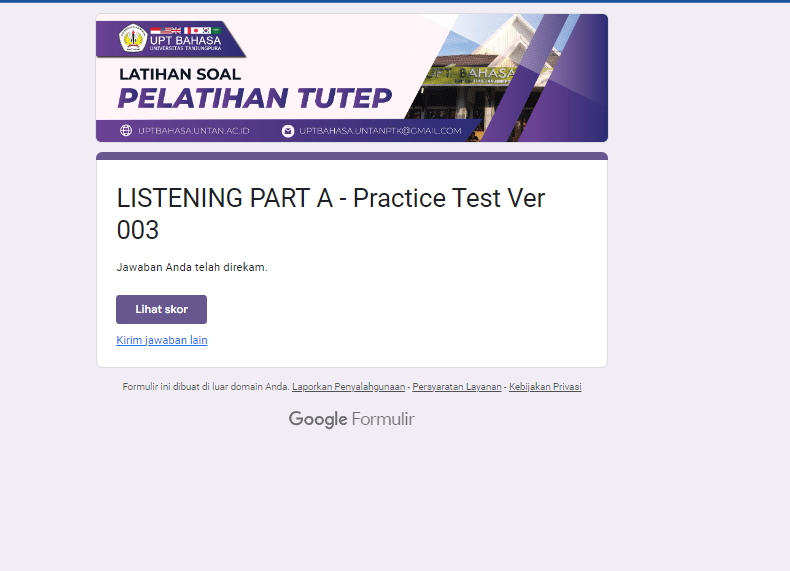 UPT BAHASA
UNIVERSITAS TANJUNGPURA
LATIHAN SOAL
PELATIHAN TUTEP
UPT BAHASA
UPTBAHASA.UNTAN.AC.ID
UPTBAHASA.UNTANPTK@GMAIL.COM
LISTENING PART A - Practice Test Ver
003
Jawaban Anda telah direkam.
Lihat skor
Kirim jawaban lain
Formulir ini dibuat di luar domain Anda. Laporkan Penyalahgunaan - Persyaratan Layanan - Kebijakan Privasi
Google Formulir